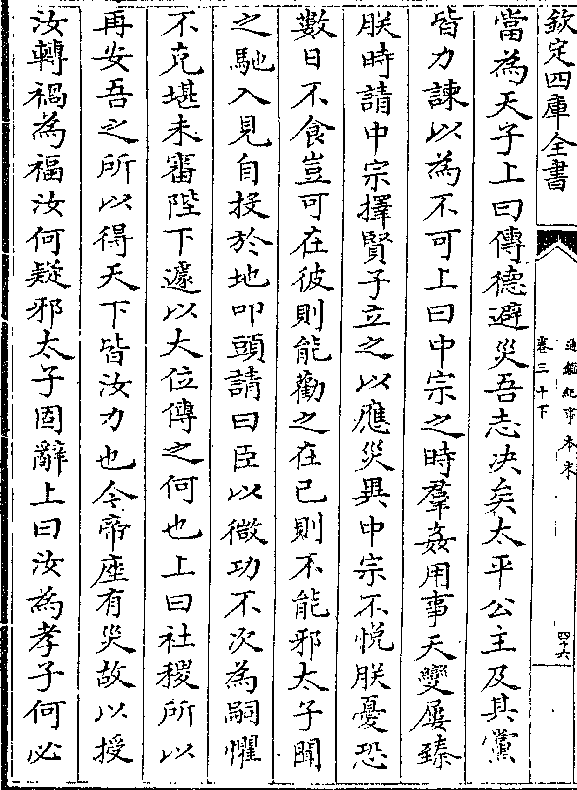 欽定四庫全書
通鑑紀事本末
卷三十下
四十六
當為天子上曰傳德避災吾志決矣太平公主及其黨
皆力諫以為不可上曰中宗之時羣姦用事天變屢臻
朕時請中宗擇賢子立之以應災異中宗不悅朕憂恐
數日不食豈可在彼則能勸之在已則不能邪太子聞
之馳入見自投於地叩頭請曰臣以微功不次為嗣懼
不克堪未審陛下遽以大位傳之何也上曰社稷所以
再安吾之所以得天下皆汝力也今帝座有災故以授
汝轉禍為福汝何疑邪太子固辭上曰汝為孝子何必